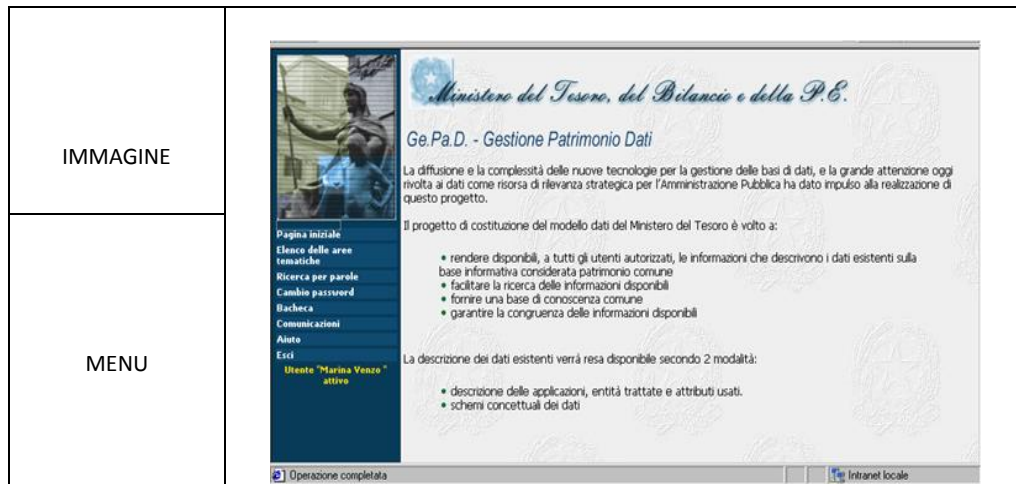 IMMAGINE
MENU
Ministero del Tesoro, del Bilancio e della P.E.
Ge.Pa.D. - Gestione Patrimonio Dati
La diffusione e la complessità delle nuove tecnologie per la gestione delle basi di dati, e la grande attenzione oggi
rivolta ai dati come risorsa di rilevanza strategica per l'Amministrazione Pubblica ha dato impulso alla realizzazione di
questo progetto.
Il progetto di costituzione del modello dati del Ministero del Tesoro è volto a:
• rendere disponibili, a tutti gli utenti autorizzati, le informazioni che descrivono i dati esistenti sulla
base informativa considerata patrimonio comune
• facilitare la ricerca delle informazioni disponibili
• fornire una base di conoscenza comune
• garantire la congruenza delle informazioni disponibili
La descrizione dei dati esistenti verrà resa disponibile secondo 2 modalità:
• descrizione delle applicazioni, entità trattate e attributi usati.
• schemi concettuali dei dati
Pagina iniziale
Elenco delle aree
tematiche
Ricerca per parole
Cambio password
Bacheca
Comunicazioni
Aiuto
Esci
Utente "Marina Venzo "
attivo
Operazione completata
Intranet locale